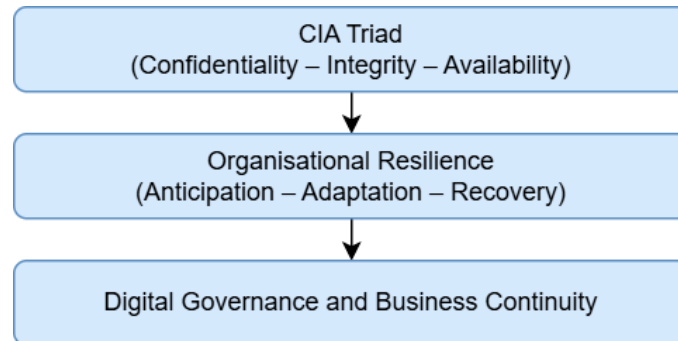 CIA Triad
(Confidentiality – Integrity – Availability)
Organisational Resilience
(Anticipation – Adaptation – Recovery)
Digital Governance and Business Continuity